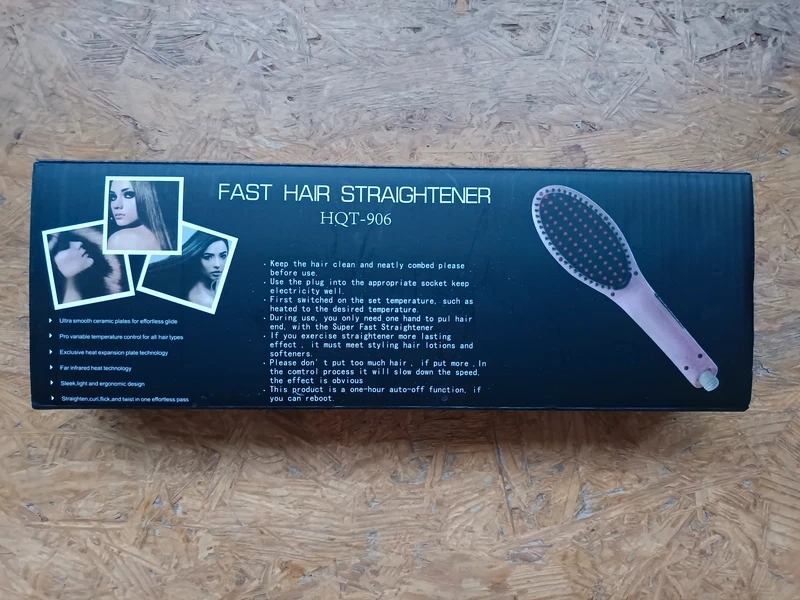 FAST HAIR STRAIGHTENER
HQT-906
Ultra smooth ceramic plates for effortless glide
Pro variable temperature control for all hair types
Exclusive heat expansion plate technology
Far infrared heat technology
Sleek,light and ergonomic design
Straighten,curl,flick,and twist in one effortless pass
· Keep the hair clean and neatly combed please
before use.
· Use the plug into the appropriate socket keep
electricity well.
· First switched on the set temperature, such as
heated to the desired temperature.
· During use, you only need one hand to pul hair
end, with the Super Fast Straightener
· If you exercise straightener more lasting
effect , it must meet styling hair lotions and
softeners.
· Please don't put too much hair , if put more , In
the comtrol process it will slow down the speed,
the effect is obvious
· This product is a one-hour auto-off function, if
you can reboot.